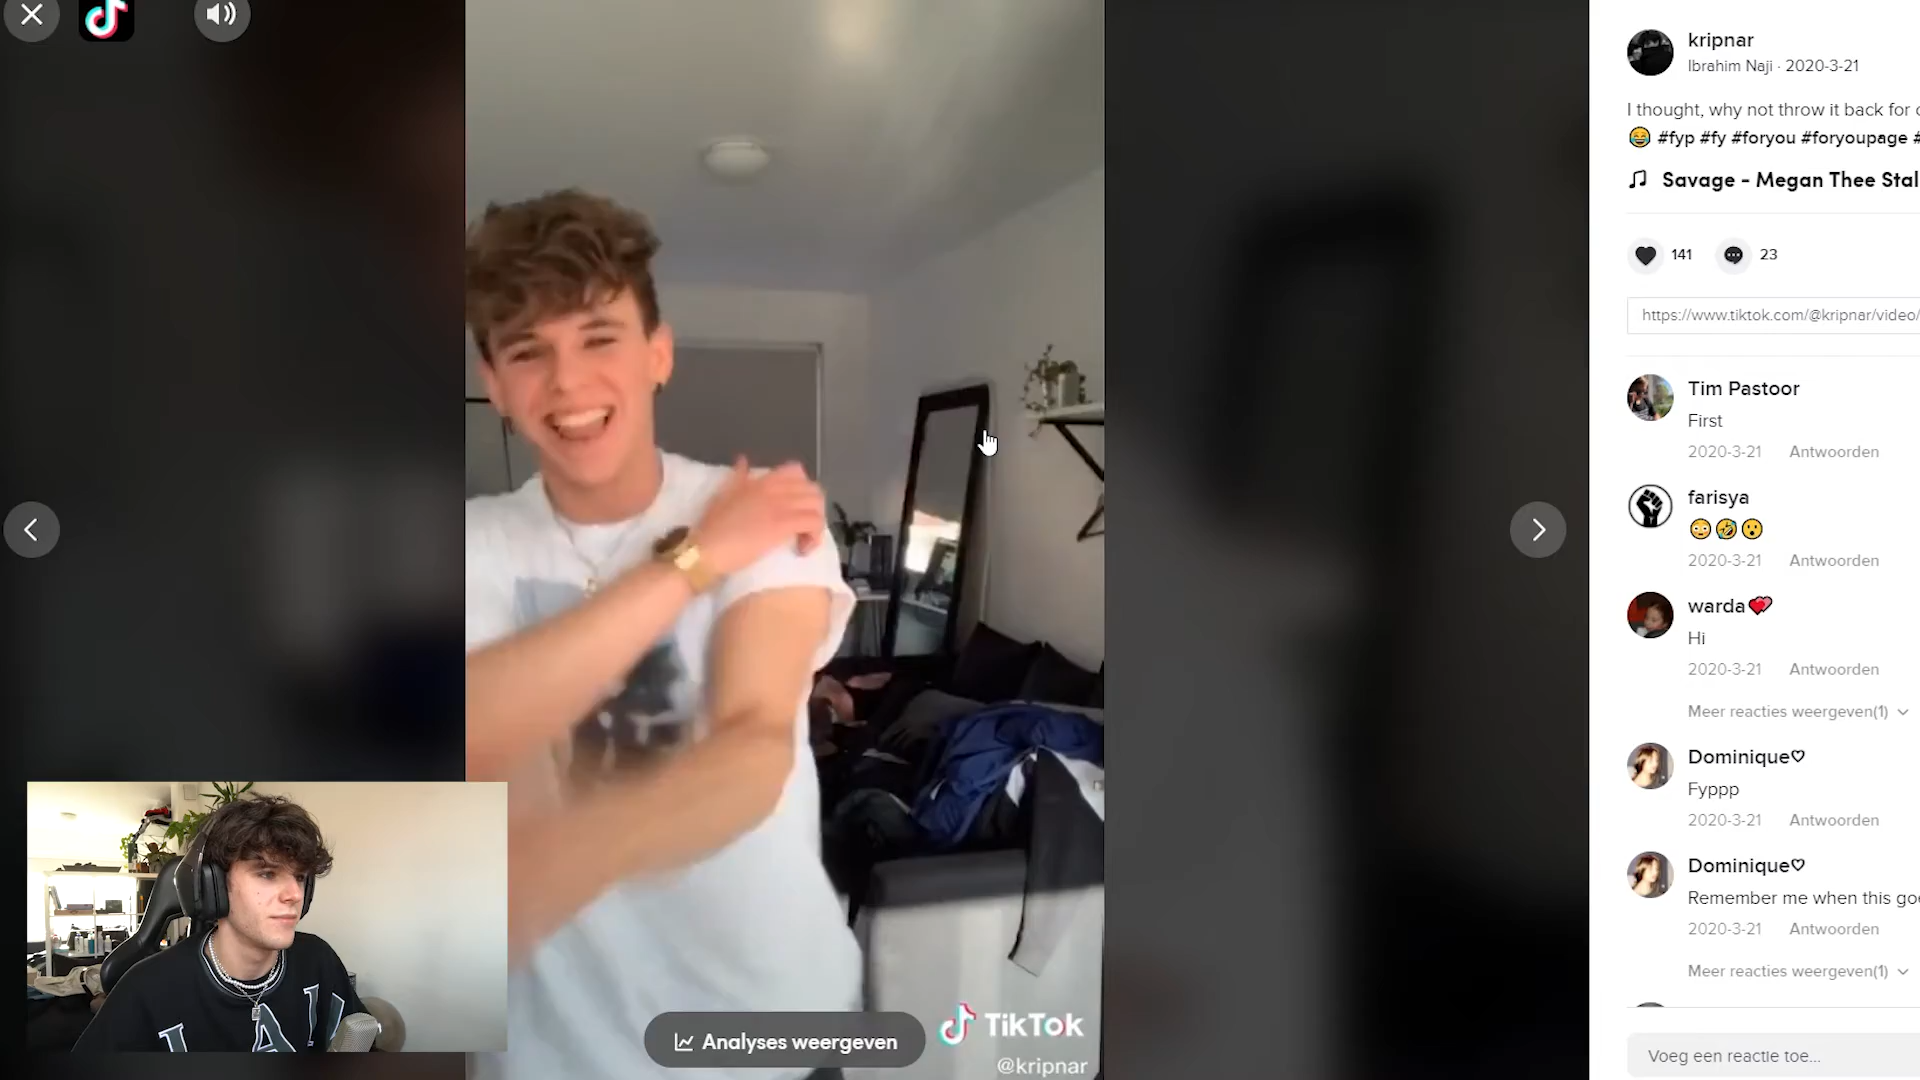 kripnar
Ibrahim Naji · 2020-3-21
I thought, why not throw it back for
😂 #fyp #fy #foryou #foryoupage #
Savage - Megan Thee Stal
141 23
https://www.tiktok.com/@kripnar/video/
Tim Pastoor
First
2020-3-21 Antwoorden
farisya
😳🤣😮
2020-3-21 Antwoorden
warda💞
Hi
2020-3-21 Antwoorden
Meer reacties weergeven(1)
Dominique♡
Fyppp
2020-3-21 Antwoorden
Dominique♡
Remember me when this goe
2020-3-21 Antwoorden
Meer reacties weergeven(1)
Voeg een reactie toe...
Analyses weergeven
TikTok
@kripnar